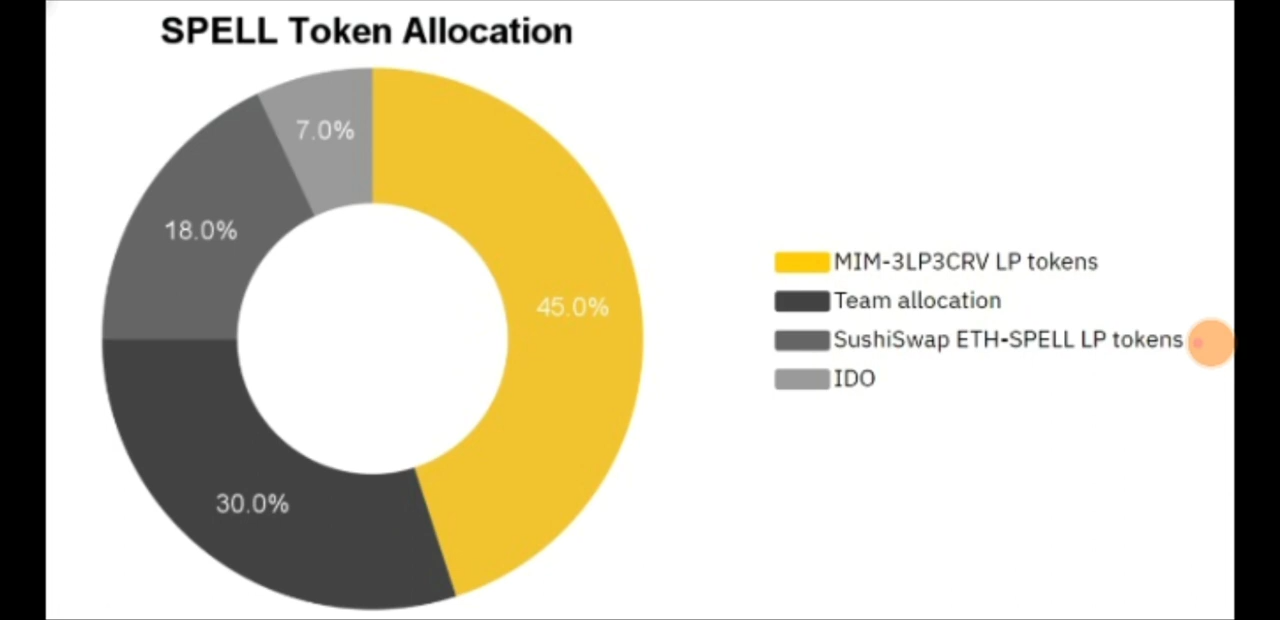 SPELL Token Allocation
7.0%
18.0%
45.0%
30.0%
MIM-3LP3CRV LP tokens
Team allocation
SushiSwap ETH-SPELL LP tokens
IDO